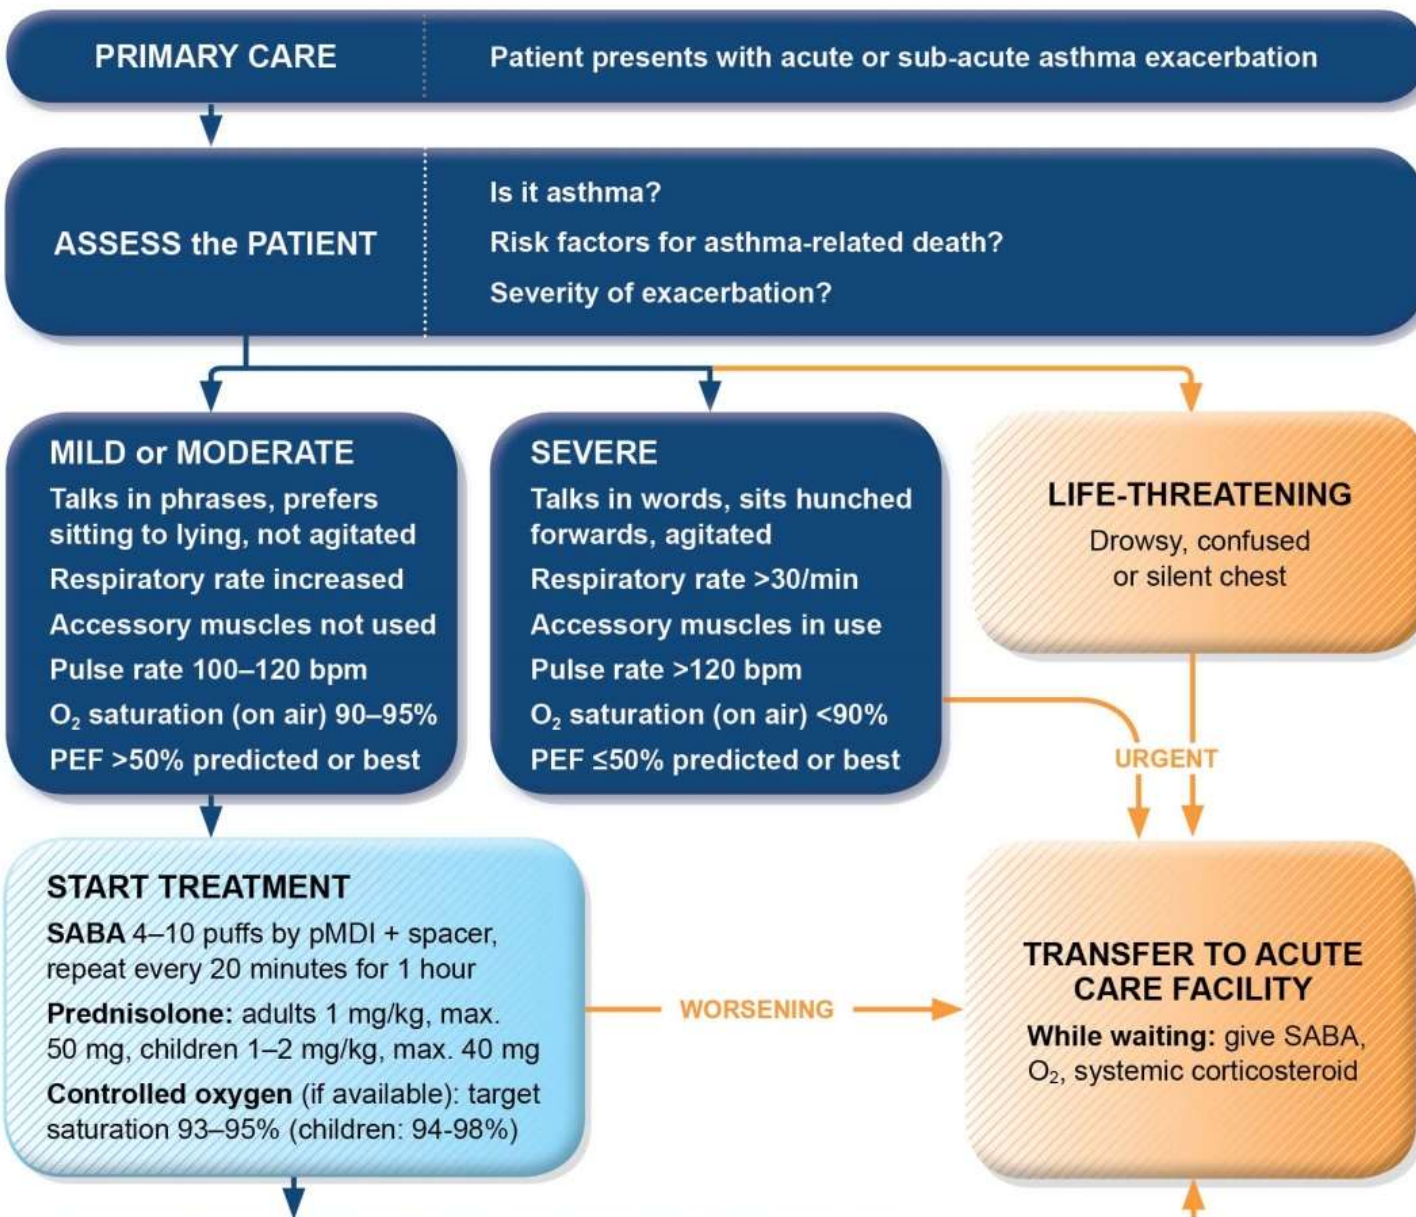 PRIMARY CARE
Patient presents with acute or sub-acute asthma exacerbation
ASSESS the PATIENT
Is it asthma?
Risk factors for asthma-related death?
Severity of exacerbation?
MILD or MODERATE
Talks in phrases, prefers
sitting to lying, not agitated
Respiratory rate increased
Accessory muscles not used
Pulse rate 100–120 bpm
O₂ saturation (on air) 90–95%
PEF >50% predicted or best
SEVERE
Talks in words, sits hunched
forwards, agitated
Respiratory rate >30/min
Accessory muscles in use
Pulse rate >120 bpm
O₂ saturation (on air) <90%
PEF ≤50% predicted or best
LIFE-THREATENING
Drowsy, confused
or silent chest
URGENT
START TREATMENT
SABA 4–10 puffs by pMDI + spacer,
repeat every 20 minutes for 1 hour
Prednisolone: adults 1 mg/kg, max.
50 mg, children 1–2 mg/kg, max. 40 mg
Controlled oxygen (if available): target
saturation 93–95% (children: 94-98%)
WORSENING
TRANSFER TO ACUTE
CARE FACILITY
While waiting: give SABA,
O₂, systemic corticosteroid